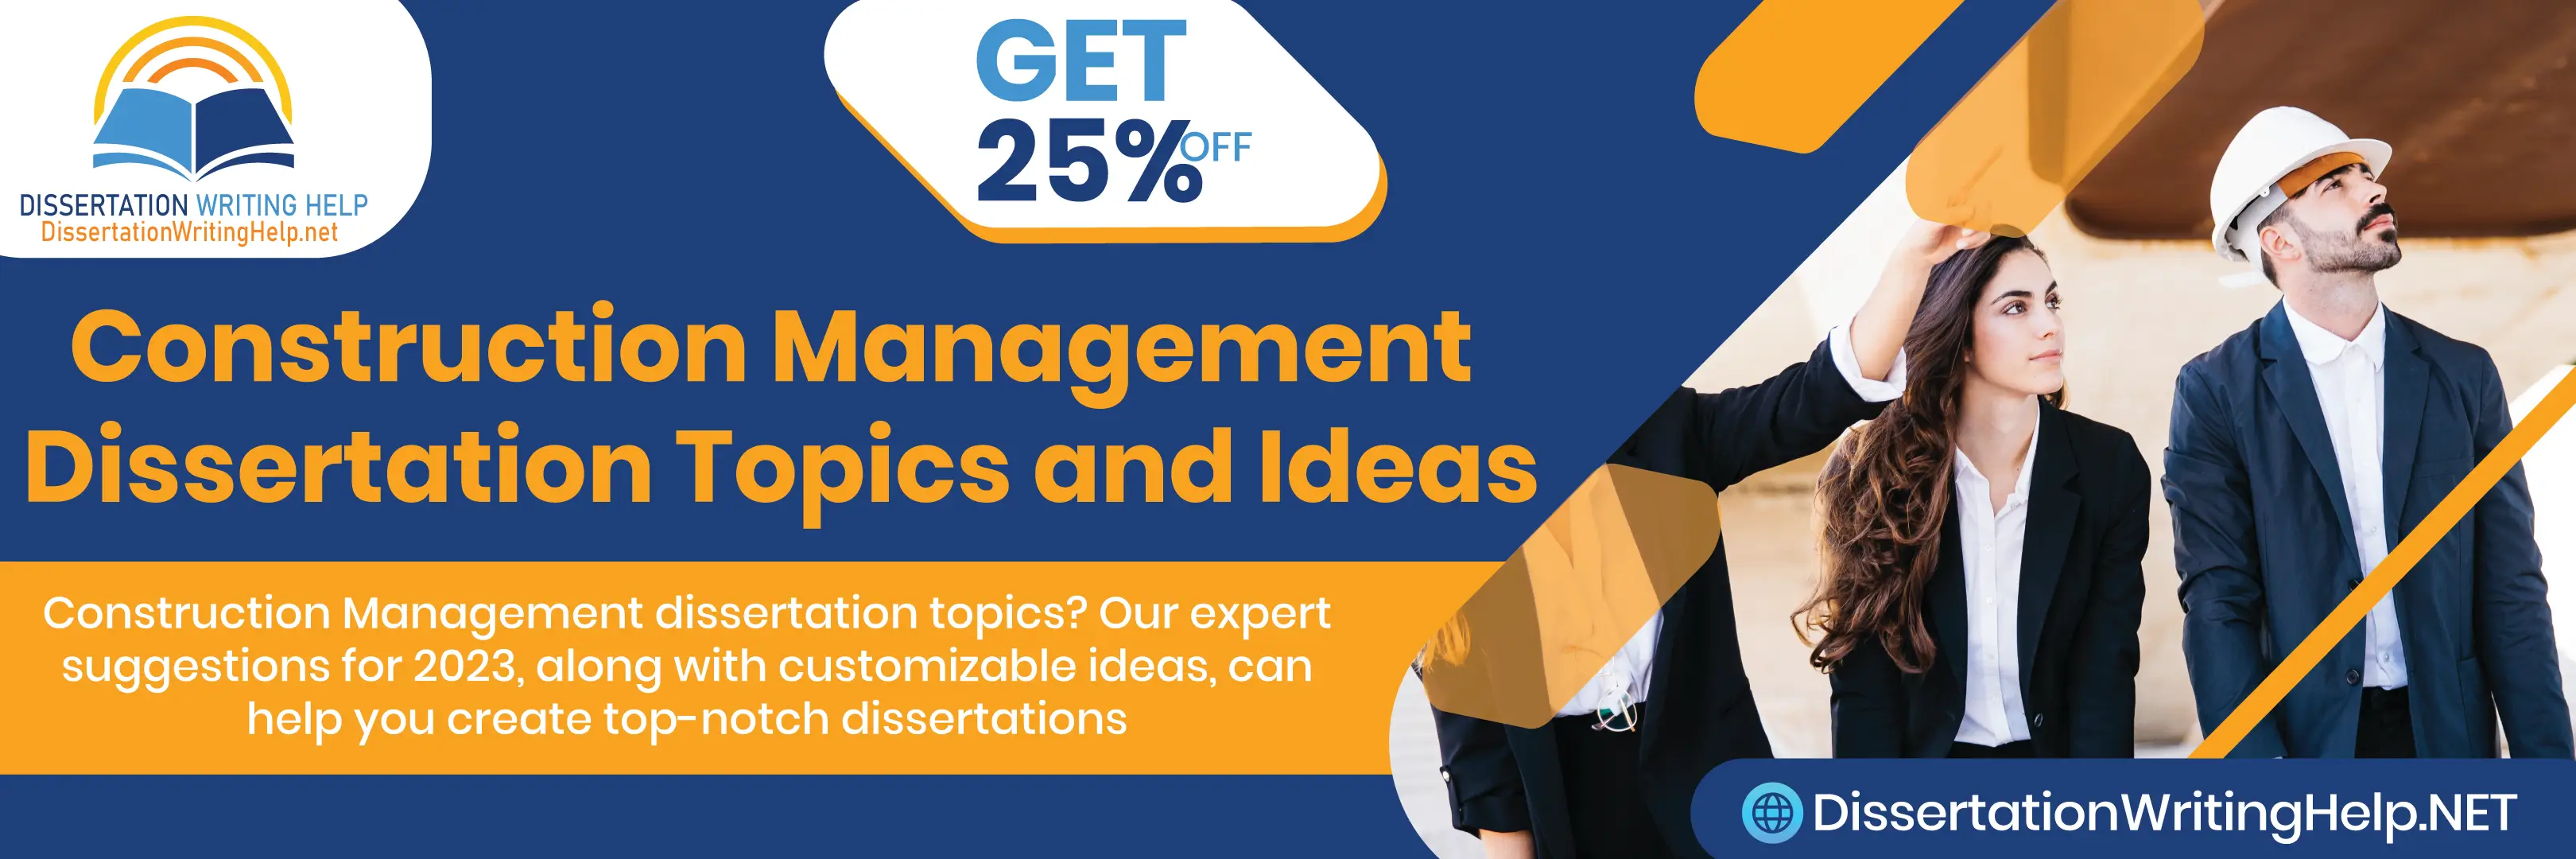 DISSERTATION WRITING HELP
DissertationWritingHelp.net
GET
25% OFF
Construction Management
Dissertation Topics and Ideas
Construction Management dissertation topics? Our expert
suggestions for 2023, along with customizable ideas, can
help you create top-notch dissertations
DissertationWritingHelp.NET